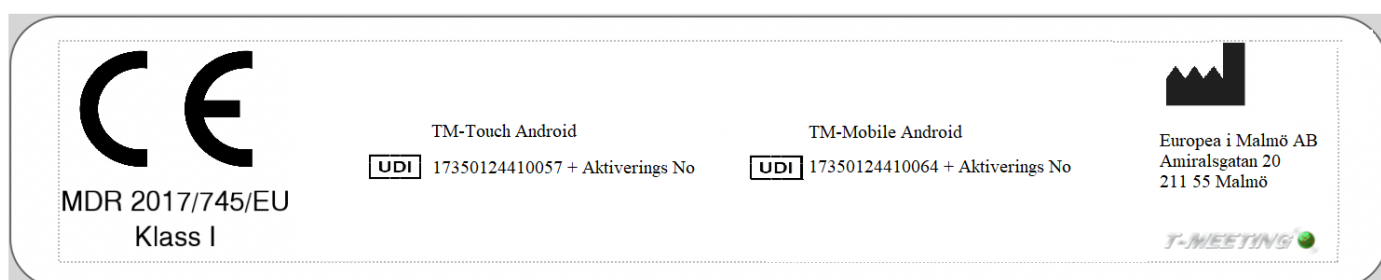 CE
MDR 2017/745/EU
Klass I
TM-Touch Android
UDI 17350124410057 + Aktiverings No
TM-Mobile Android
UDI 17350124410064 + Aktiverings No
Europea i Malmö AB
Amiralsgatan 20
211 55 Malmö
T-MEETING